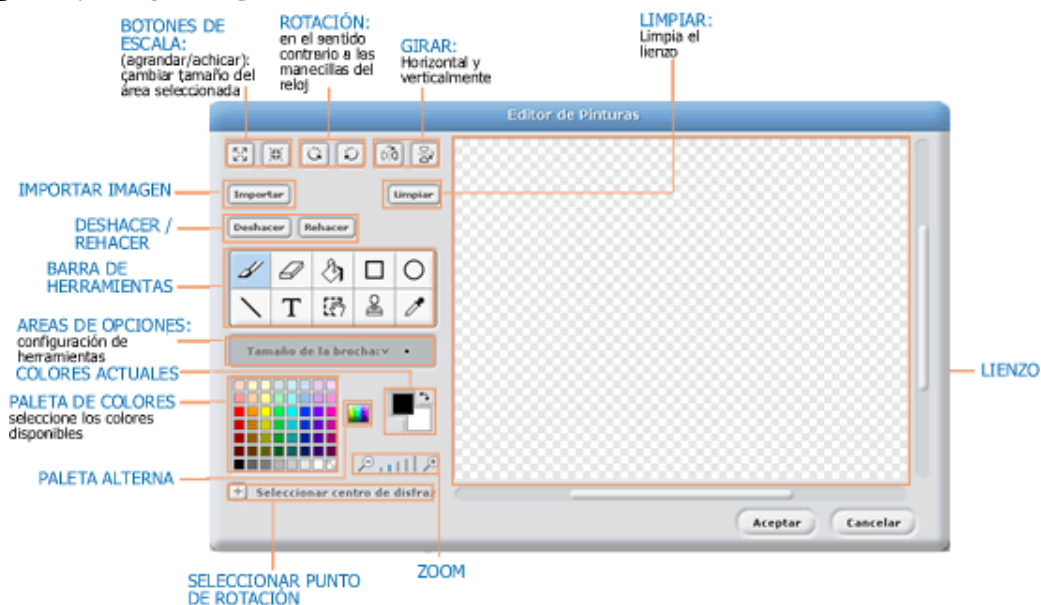 BOTONES DE
ESCALA:
(agrandar/achicar):
cambiar tamaño del
área seleccionada
ROTACIÓN:
en el sentido
contrario a las
manecillas del
reloj
GIRAR:
Horizontal y
verticalmente
LIMPIAR:
Limpia el
lienzo
Editor de Pinturas
IMPORTAR IMAGEN
Importar
Limpiar
DESHACER /
REHACER
Deshacer
Rehacer
BARRA DE
HERRAMIENTAS
T
AREAS DE OPCIONES:
configuración de
herramientas
Tamaño de la brocha:
COLORES ACTUALES
PALETA DE COLORES
seleccione los colores
disponibles
LIENZO
PALETA ALTERNA
Seleccionar centro de disfraz
Aceptar
Cancelar
SELECCIONAR PUNTO
DE ROTACIÓN
ZOOM